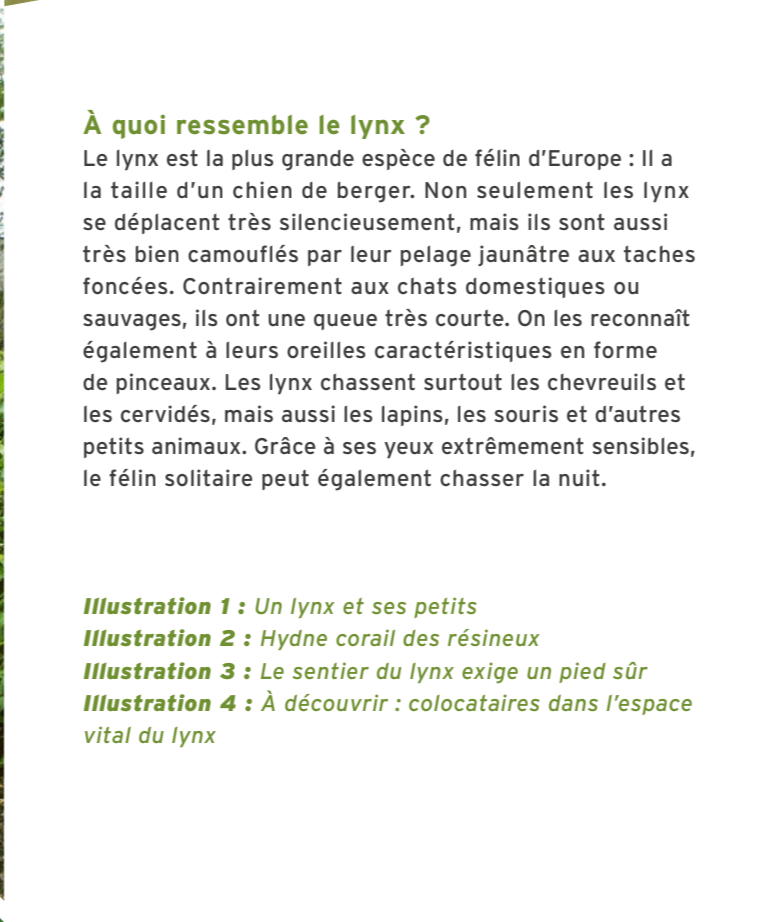 À quoi ressemble le lynx ?
Le lynx est la plus grande espèce de félin d’Europe : Il a
la taille d’un chien de berger. Non seulement les lynx
se déplacent très silencieusement, mais ils sont aussi
très bien camouflés par leur pelage jaunâtre aux taches
foncées. Contrairement aux chats domestiques ou
sauvages, ils ont une queue très courte. On les reconnaît
également à leurs oreilles caractéristiques en forme
de pinceaux. Les lynx chassent surtout les chevreuils et
les cervidés, mais aussi les lapins, les souris et d’autres
petits animaux. Grâce à ses yeux extrêmement sensibles,
le félin solitaire peut également chasser la nuit.
Illustration 1 : Un lynx et ses petits
Illustration 2 : Hydne corail des résineux
Illustration 3 : Le sentier du lynx exige un pied sûr
Illustration 4 : À découvrir : colocataires dans l’espace
vital du lynx